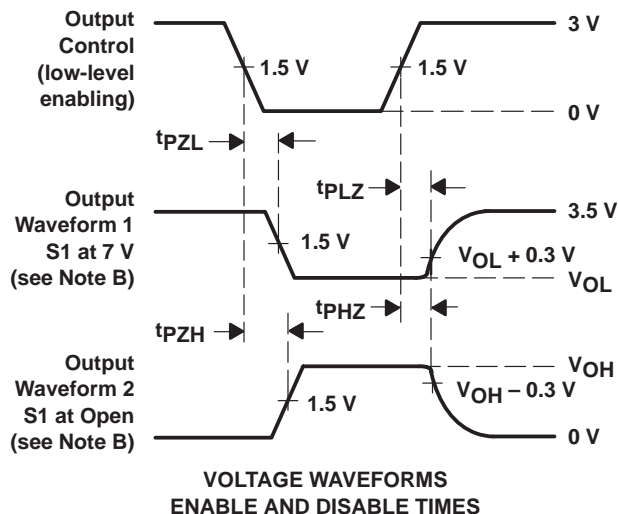 Output
Control
(low-level
enabling)
3 V
1.5 V
1.5 V
0 V
tPZL
tPLZ
Output
Waveform 1
S1 at 7 V
(see Note B)
3.5 V
1.5 V
VOL + 0.3 V
VOL
tPHZ
tPZH
Output
Waveform 2
S1 at Open
(see Note B)
VOH
VOH – 0.3 V
1.5 V
0 V
VOLTAGE WAVEFORMS
ENABLE AND DISABLE TIMES